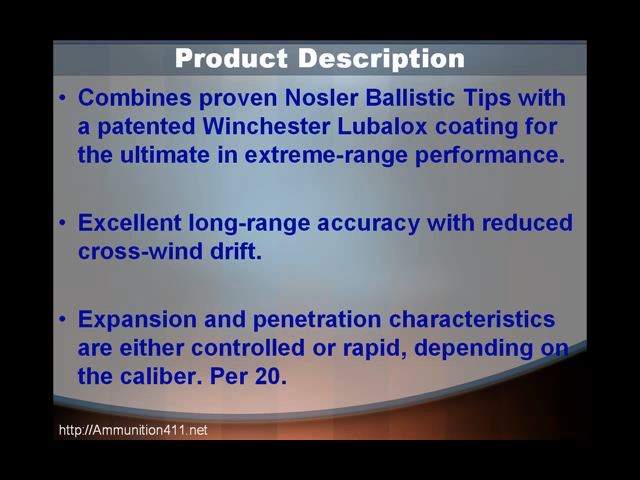 Product Description
• Combines proven Nosler Ballistic Tips with
a patented Winchester Lubalox coating for
the ultimate in extreme-range performance.
• Excellent long-range accuracy with reduced
cross-wind drift.
• Expansion and penetration characteristics
are either controlled or rapid, depending on
the caliber. Per 20.
http://Ammunition411.net